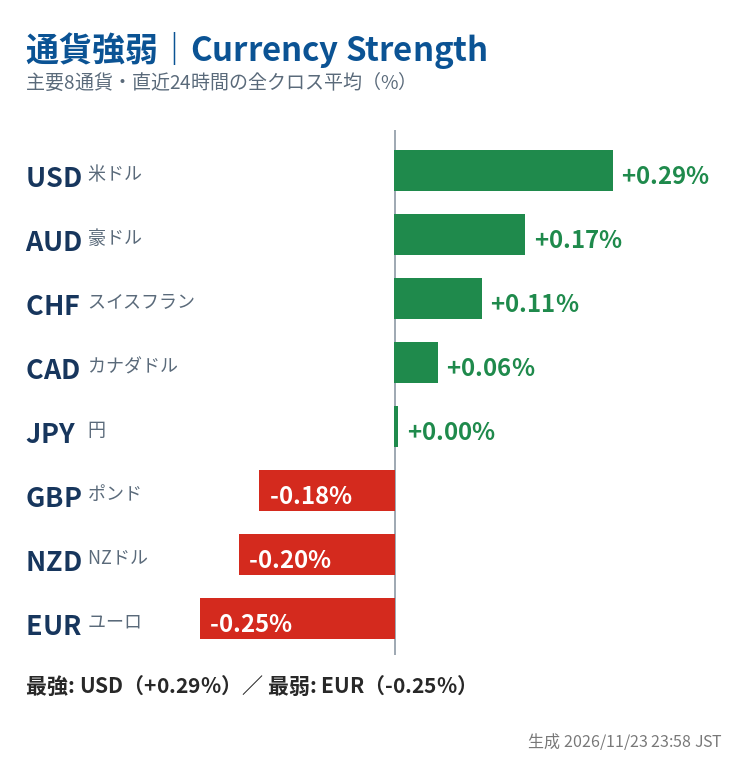 通貨強弱｜Currency Strength
主要8通貨・直近24時間の全クロス平均（%）
USD 米ドル +0.29%
AUD 豪ドル +0.17%
CHF スイスフラン +0.11%
CAD カナダドル +0.06%
JPY 円 +0.00%
GBP ポンド -0.18%
NZD NZドル -0.20%
EUR ユーロ -0.25%
最強: USD（+0.29%）／ 最弱: EUR（-0.25%）
生成 2026/11/23 23:58 JST